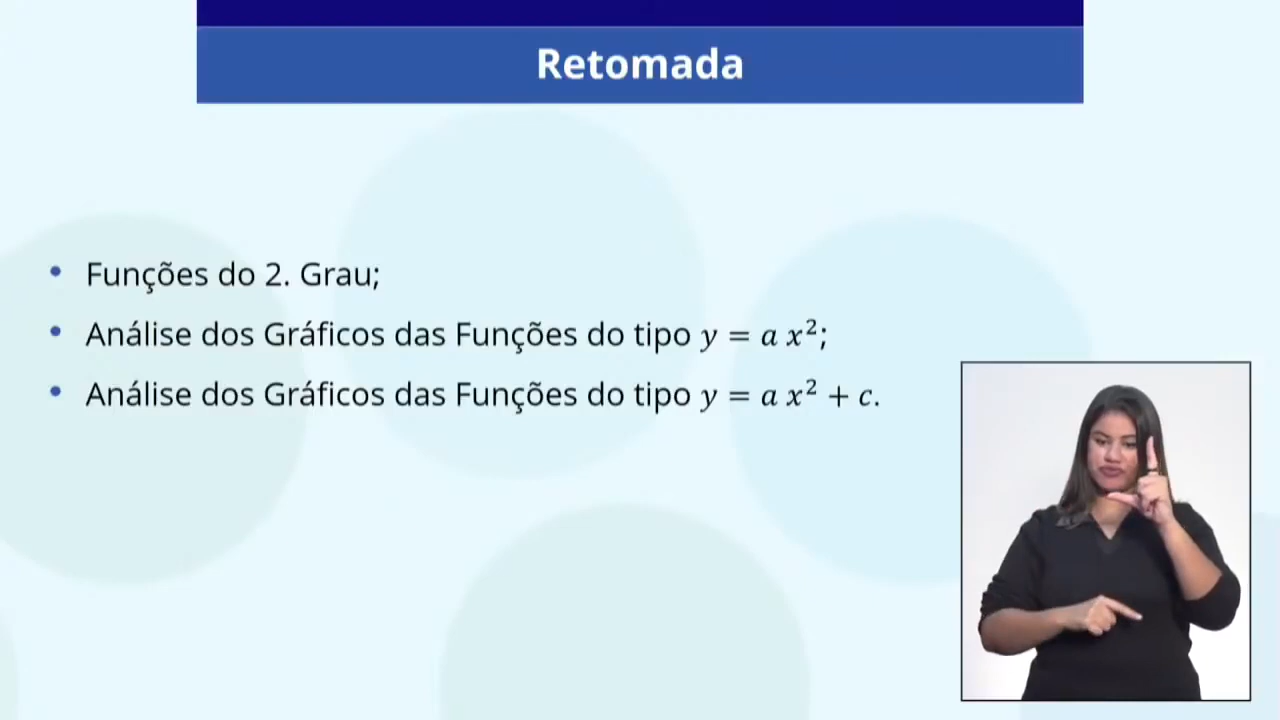 Retomada
• Funções do 2. Grau;
• Análise dos Gráficos das Funções do tipo y = a x²;
• Análise dos Gráficos das Funções do tipo y = a x² + c.